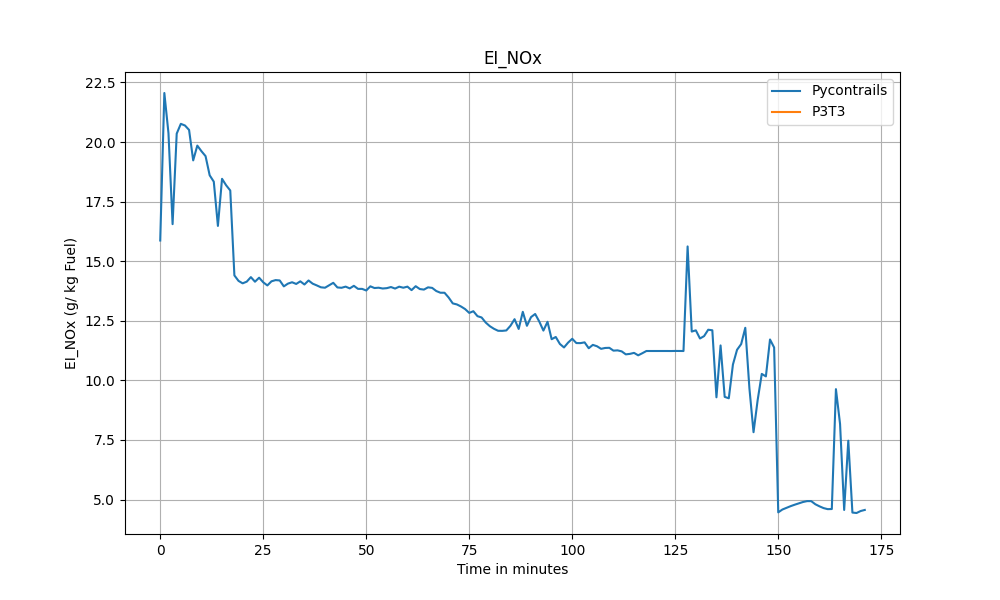 EI_NOx
Pycontrails
P3T3
EI_NOx (g/ kg Fuel)
22.5
20.0
17.5
15.0
12.5
10.0
7.5
5.0
0 25 50 75 100 125 150 175
Time in minutes